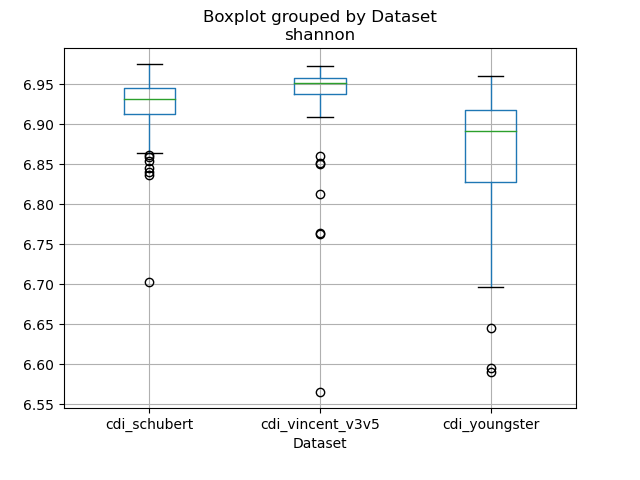 Boxplot grouped by Dataset
shannon
6.95
6.90
6.85
6.80
6.75
6.70
6.65
6.60
6.55
cdi_schubert
cdi_vincent_v3v5
cdi_youngster
Dataset